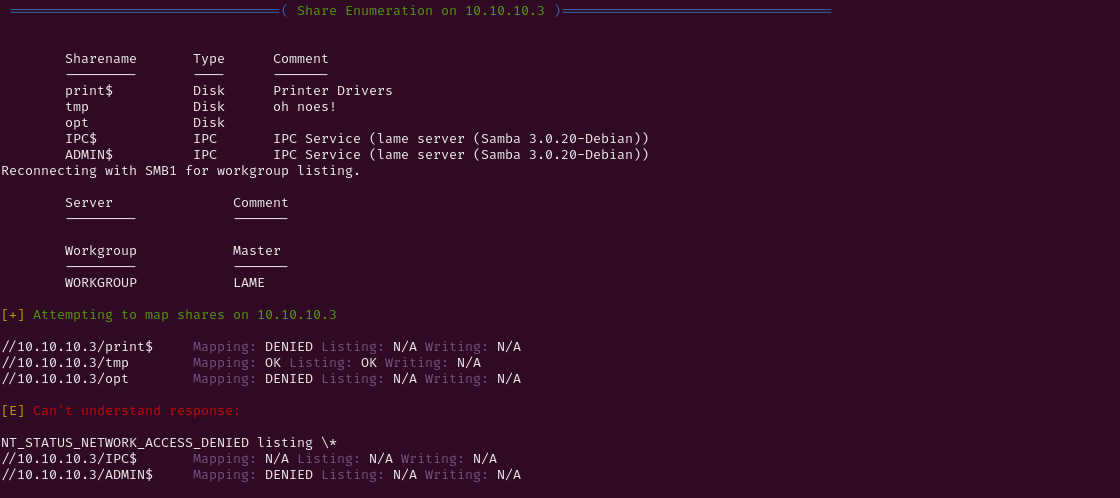 ================================( Share Enumeration on 10.10.10.3 )================================
Sharename Type Comment
--------- ---- -------
print$ Disk Printer Drivers
tmp Disk oh noes!
opt Disk
IPC$ IPC IPC Service (lame server (Samba 3.0.20-Debian))
ADMIN$ IPC IPC Service (lame server (Samba 3.0.20-Debian))
Reconnecting with SMB1 for workgroup listing.
Server Comment
--------- -------
Workgroup Master
--------- -------
WORKGROUP LAME
[+] Attempting to map shares on 10.10.10.3
//10.10.10.3/print$ Mapping: DENIED Listing: N/A Writing: N/A
//10.10.10.3/tmp Mapping: OK Listing: OK Writing: N/A
//10.10.10.3/opt Mapping: DENIED Listing: N/A Writing: N/A
[E] Can't understand response:
NT_STATUS_NETWORK_ACCESS_DENIED listing \*
//10.10.10.3/IPC$ Mapping: N/A Listing: N/A Writing: N/A
//10.10.10.3/ADMIN$ Mapping: DENIED Listing: N/A Writing: N/A